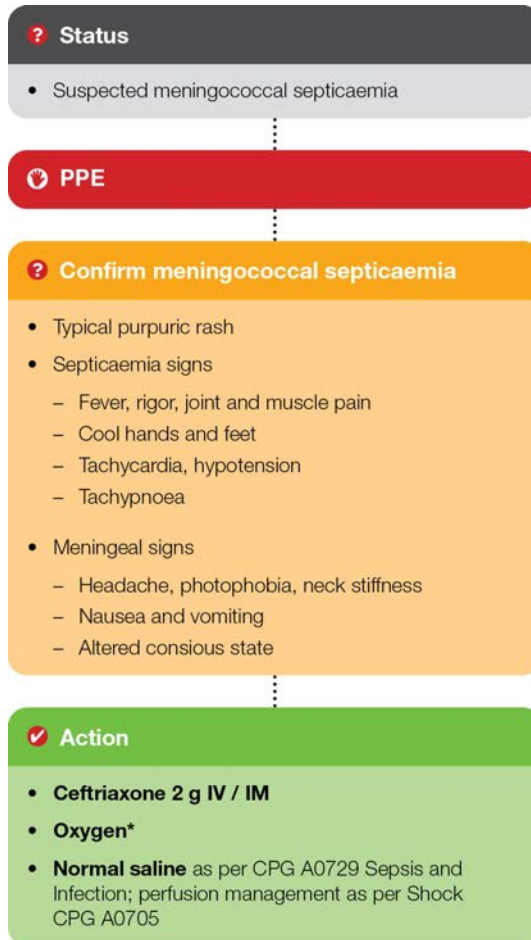 Status
• Suspected meningococcal septicaemia
PPE
Confirm meningococcal septicaemia
• Typical purpuric rash
• Septicaemia signs
– Fever, rigor, joint and muscle pain
– Cool hands and feet
– Tachycardia, hypotension
– Tachypnoea
• Meningeal signs
– Headache, photophobia, neck stiffness
– Nausea and vomiting
– Altered consious state
Action
• Ceftriaxone 2 g IV / IM
• Oxygen*
• Normal saline as per CPG A0729 Sepsis and
Infection; perfusion management as per Shock
CPG A0705